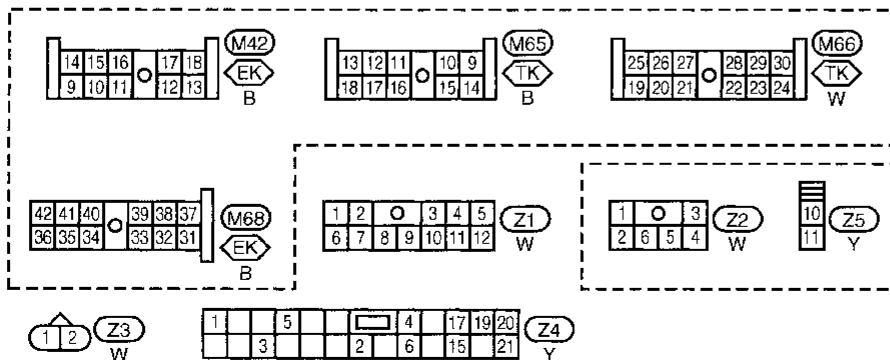 14 15 16 17 18 M42
9 10 11 12 13 EK
B
13 12 11 10 9 M65
18 17 16 15 14 TK
B
25 26 27 28 29 30 M66
19 20 21 22 23 24 TK
W
42 41 40 39 38 37 M68
36 35 34 33 32 31 EK
B
1 2 3 4 5 Z1
6 7 8 9 10 11 12 W
1 3 Z2
2 6 5 4 W
10 Z5
11 Y
1 2 Z3
W
1 5 4 17 19 20 Z4
3 2 6 15 21 Y